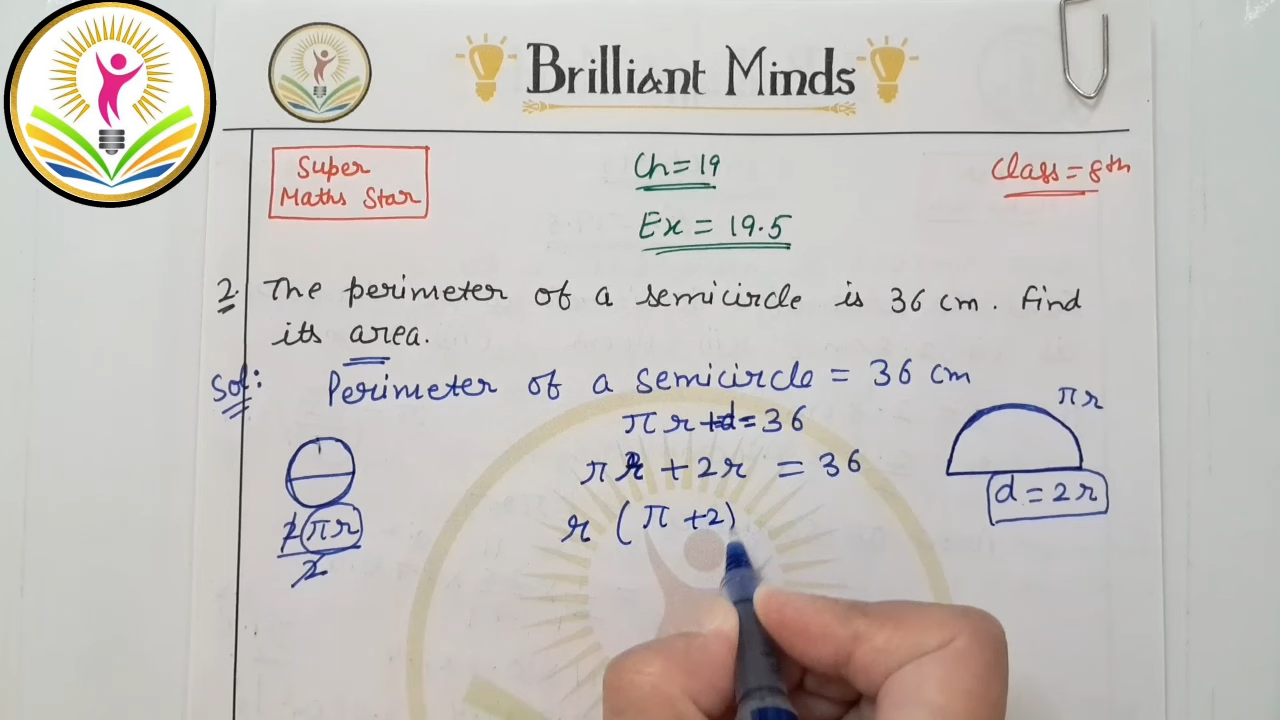 Brilliant Minds
Super
Maths Star
Ch = 19
Class = 8th
Ex = 19.5
2. The perimeter of a semicircle is 36 cm. Find
its area.
Sol: Perimeter of a semicircle = 36 cm
πr + d = 36
πr + 2r = 36
r (π + 2)
πr
d = 2r
2πr
2